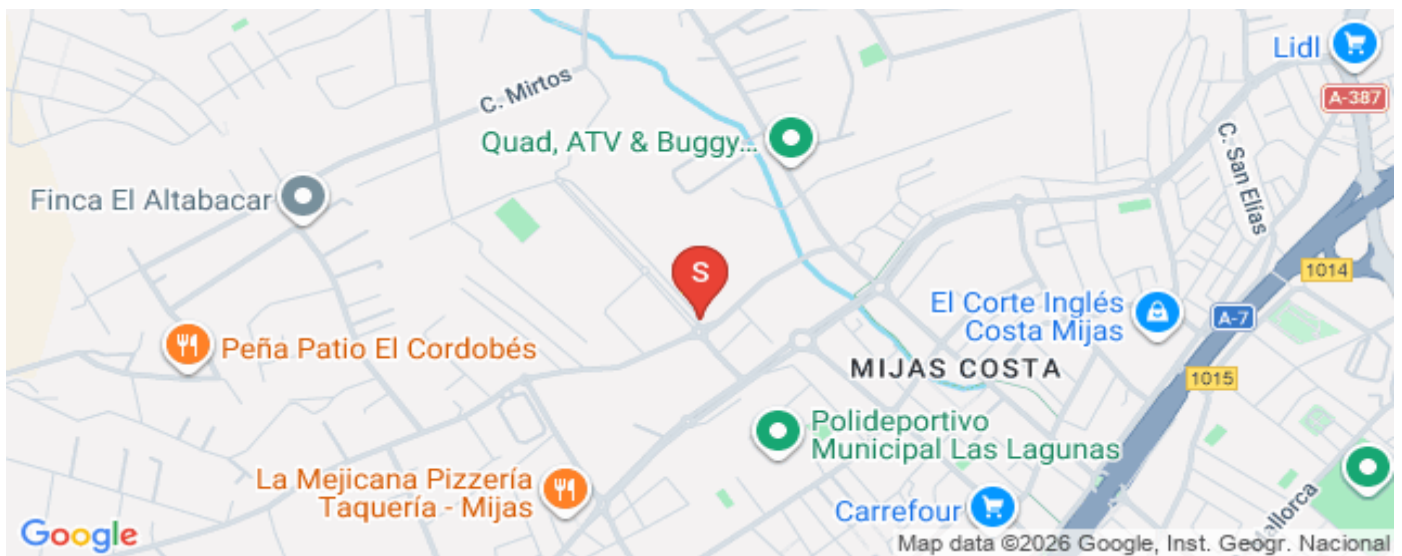 Lidl
A-387
C. Mirtos
Quad, ATV & Buggy...
C. San Elías
Finca El Altabacar
S
1014
El Corte Inglés
Costa Mijas
A-7
Peña Patio El Cordobés
MIJAS COSTA
1015
Polideportivo
Municipal Las Lagunas
La Mejicana Pizzería
Taquería - Mijas
Carrefour
allorca
Google
Map data ©2026 Google, Inst. Geogr. Nacional